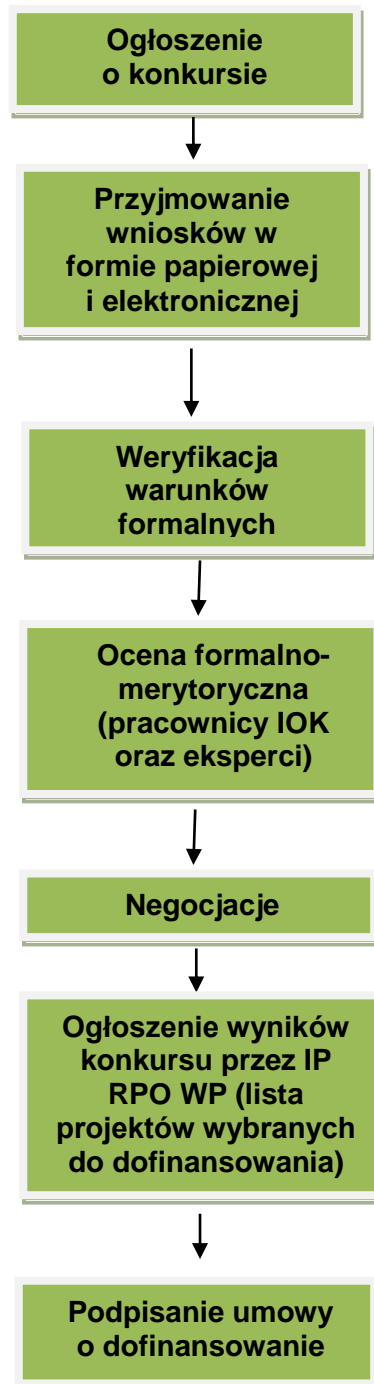 Ogłoszenie
o konkursie
Przyjmowanie
wniosków w
formie papierowej
i elektronicznej
Weryfikacja
warunków
formalnych
Ocena formalno-
merytoryczna
(pracownicy IOK
oraz eksperci)
Negocjacje
Ogłoszenie wyników
konkursu przez IP
RPO WP (lista
projektów wybranych
do dofinansowania)
Podpisanie umowy
o dofinansowanie